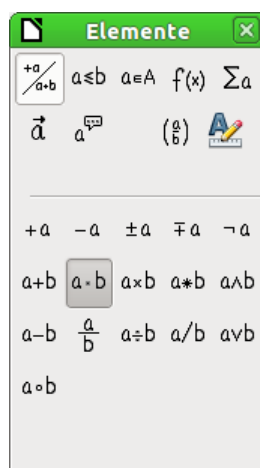 Elemente
+a/a+b a≤b a∈A f(x) Σa
a⃗ a (a/b)
+a −a ±a ∓a ¬a
a+b a·b a×b a∗b a∧b
a−b a/b a÷b a/b a∨b
a∘b